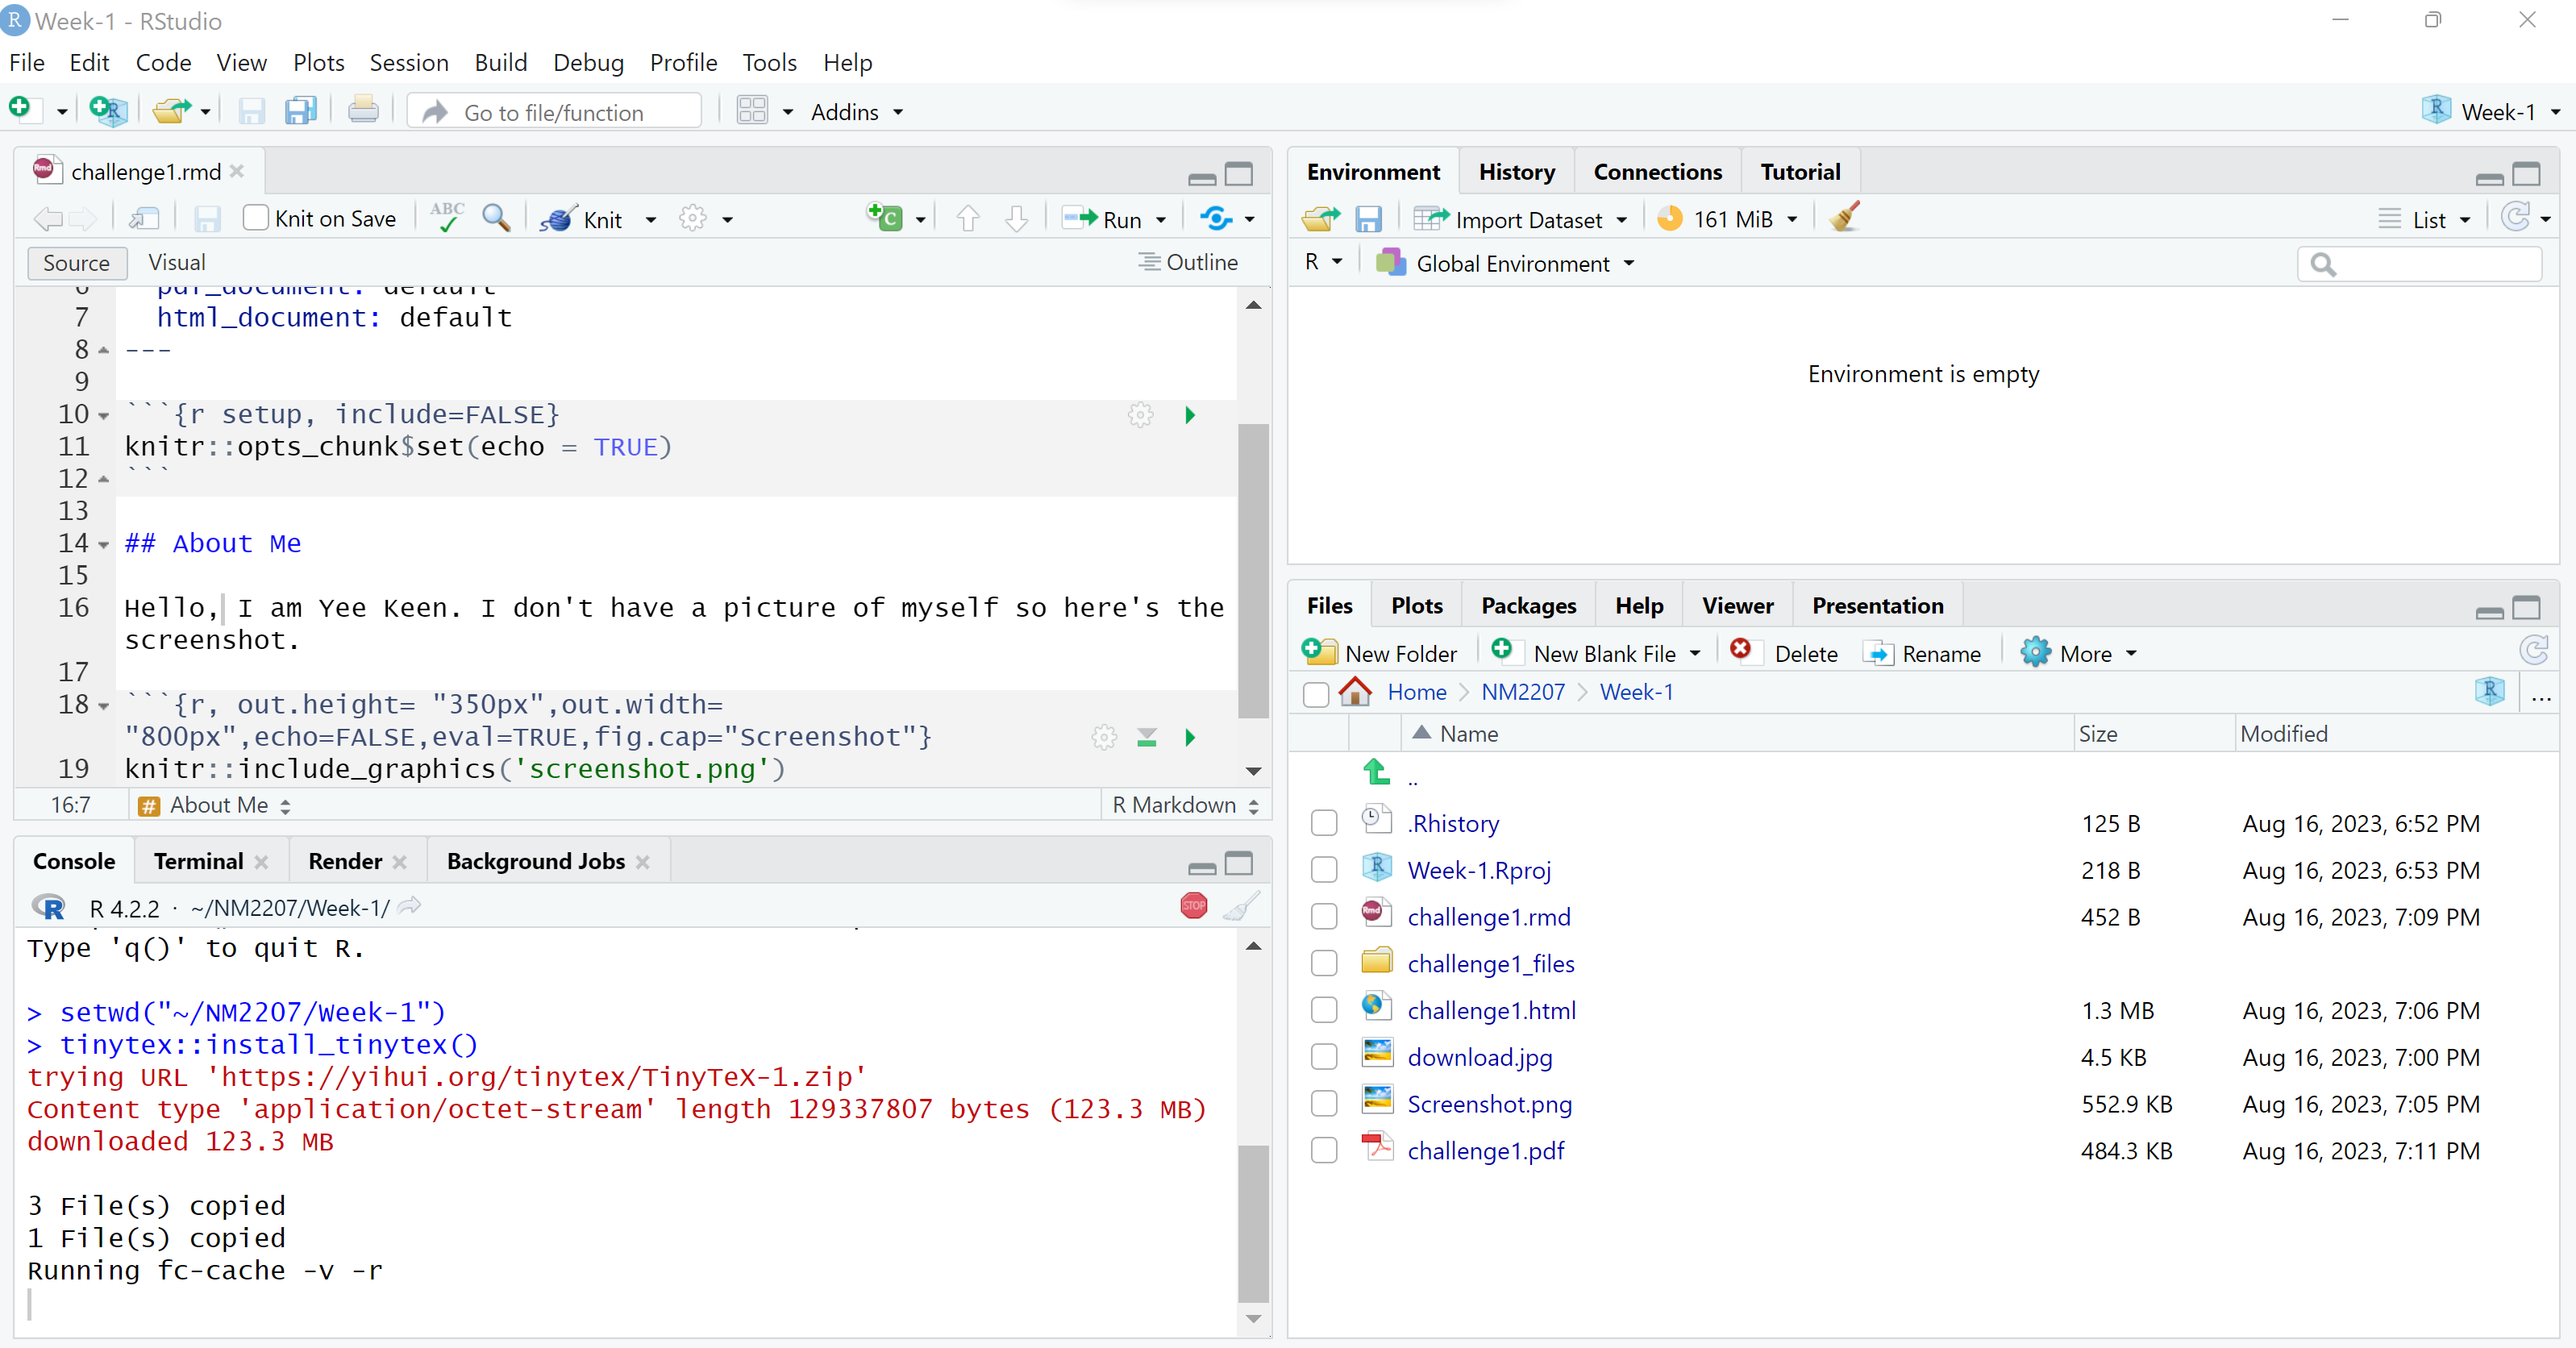 Week-1 - RStudio
File Edit Code View Plots Session Build Debug Profile Tools Help
Go to file/function Addins Week-1
challenge1.rmd
Knit on Save ABC Knit Run
Source Visual Outline
6 pdf_document: default
7 html_document: default
8 ---
9
10 ```{r setup, include=FALSE}
11 knitr::opts_chunk$set(echo = TRUE)
12 ```
13
14 ## About Me
15
16 Hello, I am Yee Keen. I don't have a picture of myself so here's the
screenshot.
17
18 ```{r, out.height= "350px",out.width=
"800px",echo=FALSE,eval=TRUE,fig.cap="Screenshot"}
19 knitr::include_graphics('screenshot.png')
16:7 # About Me R Markdown
Console Terminal Render Background Jobs
R 4.2.2 · ~/NM2207/Week-1/ STOP
Type 'q()' to quit R.
> setwd("~/NM2207/Week-1")
> tinytex::install_tinytex()
trying URL 'https://yihui.org/tinytex/TinyTeX-1.zip'
Content type 'application/octet-stream' length 129337807 bytes (123.3 MB)
downloaded 123.3 MB
3 File(s) copied
1 File(s) copied
Running fc-cache -v -r
Environment History Connections Tutorial
Import Dataset 161 MiB List
R Global Environment
Environment is empty
Files Plots Packages Help Viewer Presentation
New Folder New Blank File Delete Rename More
Home NM2207 Week-1 ...
Name Size Modified
..
.Rhistory 125 B Aug 16, 2023, 6:52 PM
Week-1.Rproj 218 B Aug 16, 2023, 6:53 PM
challenge1.rmd 452 B Aug 16, 2023, 7:09 PM
challenge1_files
challenge1.html 1.3 MB Aug 16, 2023, 7:06 PM
download.jpg 4.5 KB Aug 16, 2023, 7:00 PM
Screenshot.png 552.9 KB Aug 16, 2023, 7:05 PM
challenge1.pdf 484.3 KB Aug 16, 2023, 7:11 PM